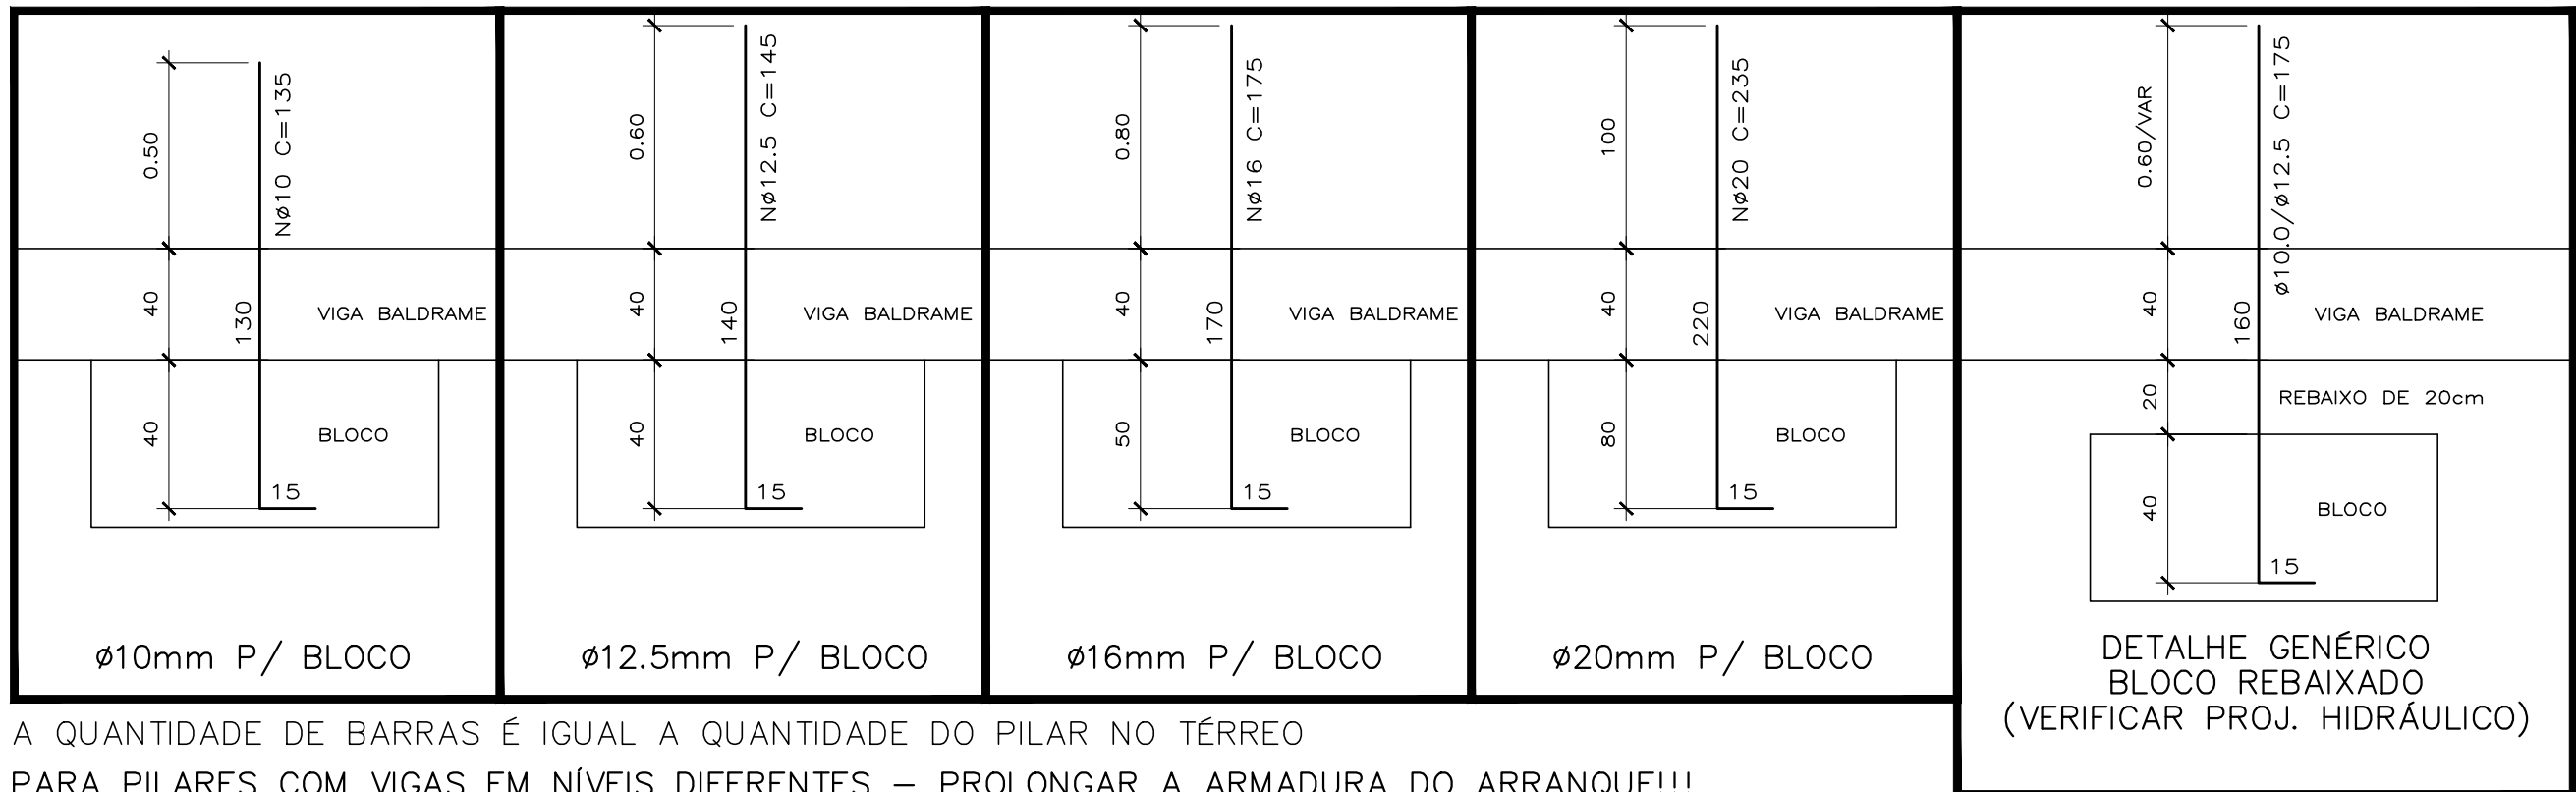 0.50
NØ10 C=135
40
130
VIGA BALDRAME
40
BLOCO
15
ø10mm P/ BLOCO
0.60
NØ12.5 C=145
40
140
VIGA BALDRAME
40
BLOCO
15
ø12.5mm P/ BLOCO
0.80
NØ16 C=175
40
170
VIGA BALDRAME
50
BLOCO
15
ø16mm P/ BLOCO
100
NØ20 C=235
40
220
VIGA BALDRAME
80
BLOCO
15
ø20mm P/ BLOCO
0.60/VAR
ø10.0/ø12.5 C=175
40
160
VIGA BALDRAME
20
REBAIXO DE 20cm
40
BLOCO
15
DETALHE GENÉRICO
BLOCO REBAIXADO
(VERIFICAR PROJ. HIDRÁULICO)
A QUANTIDADE DE BARRAS É IGUAL A QUANTIDADE DO PILAR NO TÉRREO
PARA PILARES COM VIGAS EM NÍVEIS DIFERENTES – PROLONGAR A ARMADURA DO ARRANQUE!!!